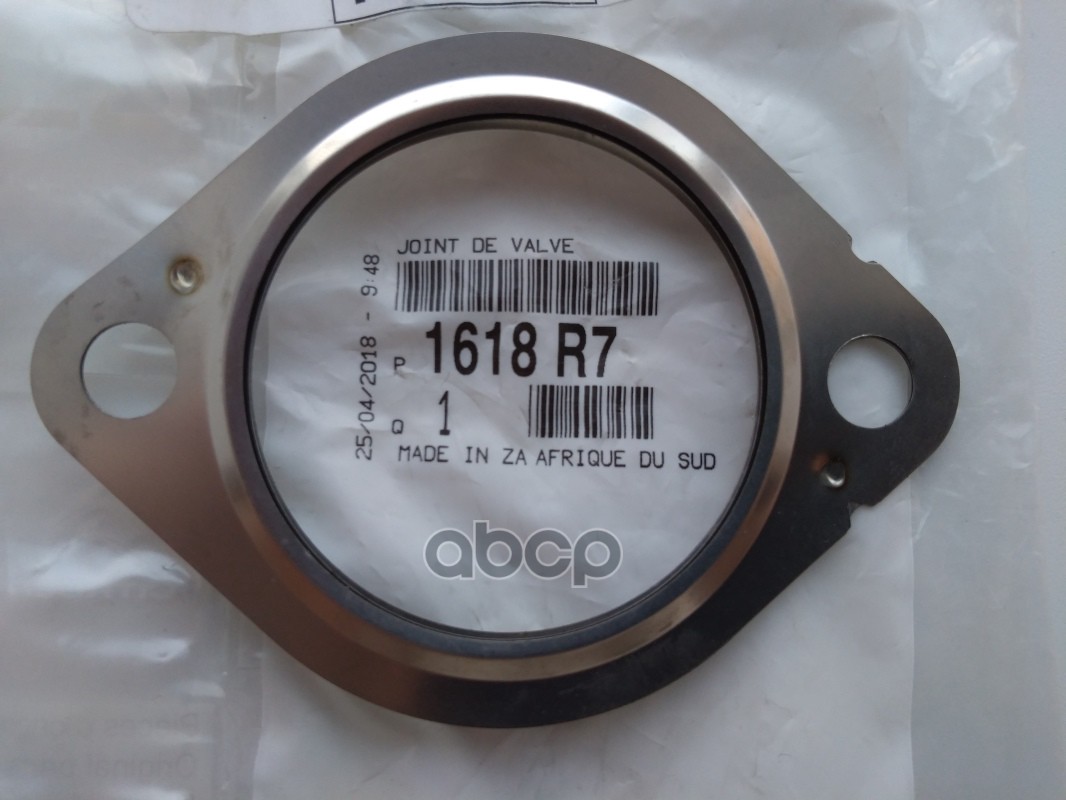 JOINT DE VALVE
25/04/2018 - 9:48
P 1618 R7
Q 1
MADE IN ZA AFRIQUE DU SUD
abcp